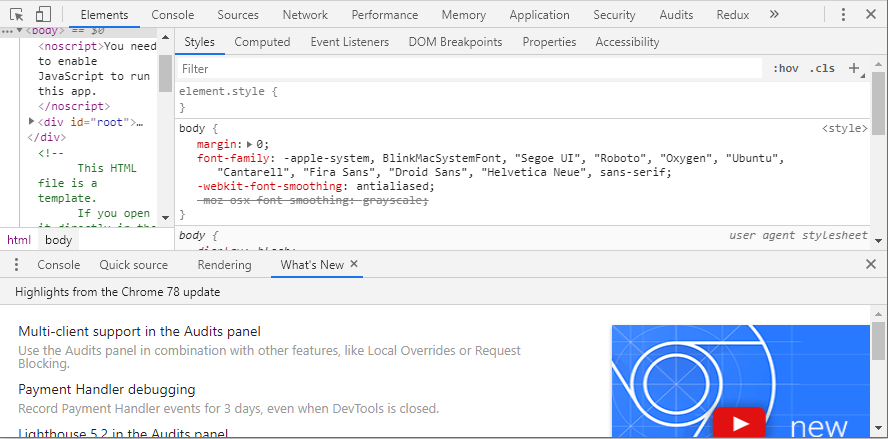 Elements Console Sources Network Performance Memory Application Security Audits Redux »
… ▼<body> == $0
<noscript>You need
to enable
JavaScript to run
this app.
</noscript>
▶<div id="root">…
</div>
<!--
This HTML
file is a
template.
If you open
it directly in the
html body
Styles Computed Event Listeners DOM Breakpoints Properties Accessibility
Filter :hov .cls +
element.style {
}
body { <style>
margin:▶0;
font-family: -apple-system, BlinkMacSystemFont, "Segoe UI", "Roboto", "Oxygen", "Ubuntu",
"Cantarell", "Fira Sans", "Droid Sans", "Helvetica Neue", sans-serif;
-webkit-font-smoothing: antialiased;
-moz-osx-font-smoothing: grayscale;
}
body { user agent stylesheet
display: block;
Console Quick source Rendering What's New ×
Highlights from the Chrome 78 update
Multi-client support in the Audits panel
Use the Audits panel in combination with other features, like Local Overrides or Request
Blocking.
Payment Handler debugging
Record Payment Handler events for 3 days, even when DevTools is closed.
Lighthouse 5.2 in the Audits panel
new